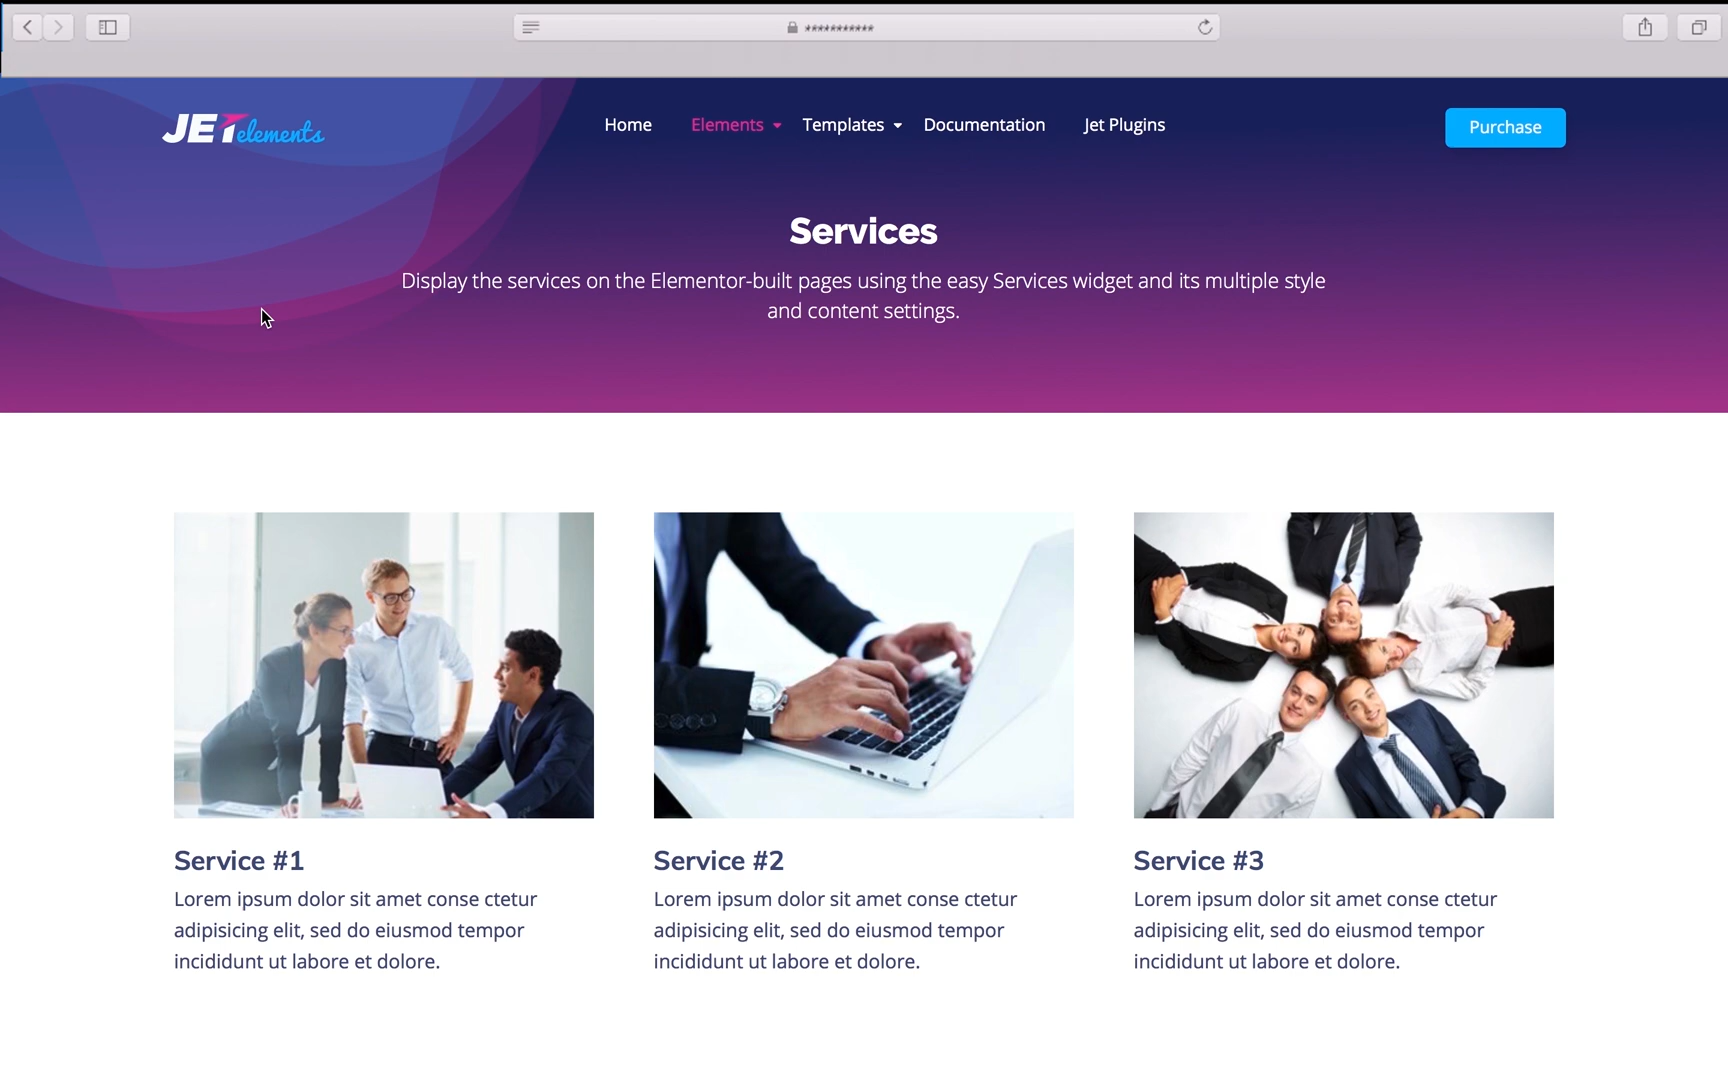 ***********
JETelements
Home Elements Templates Documentation Jet Plugins Purchase
Services
Display the services on the Elementor-built pages using the easy Services widget and its multiple style
and content settings.
Service #1
Lorem ipsum dolor sit amet conse ctetur
adipisicing elit, sed do eiusmod tempor
incididunt ut labore et dolore.
Service #2
Lorem ipsum dolor sit amet conse ctetur
adipisicing elit, sed do eiusmod tempor
incididunt ut labore et dolore.
Service #3
Lorem ipsum dolor sit amet conse ctetur
adipisicing elit, sed do eiusmod tempor
incididunt ut labore et dolore.